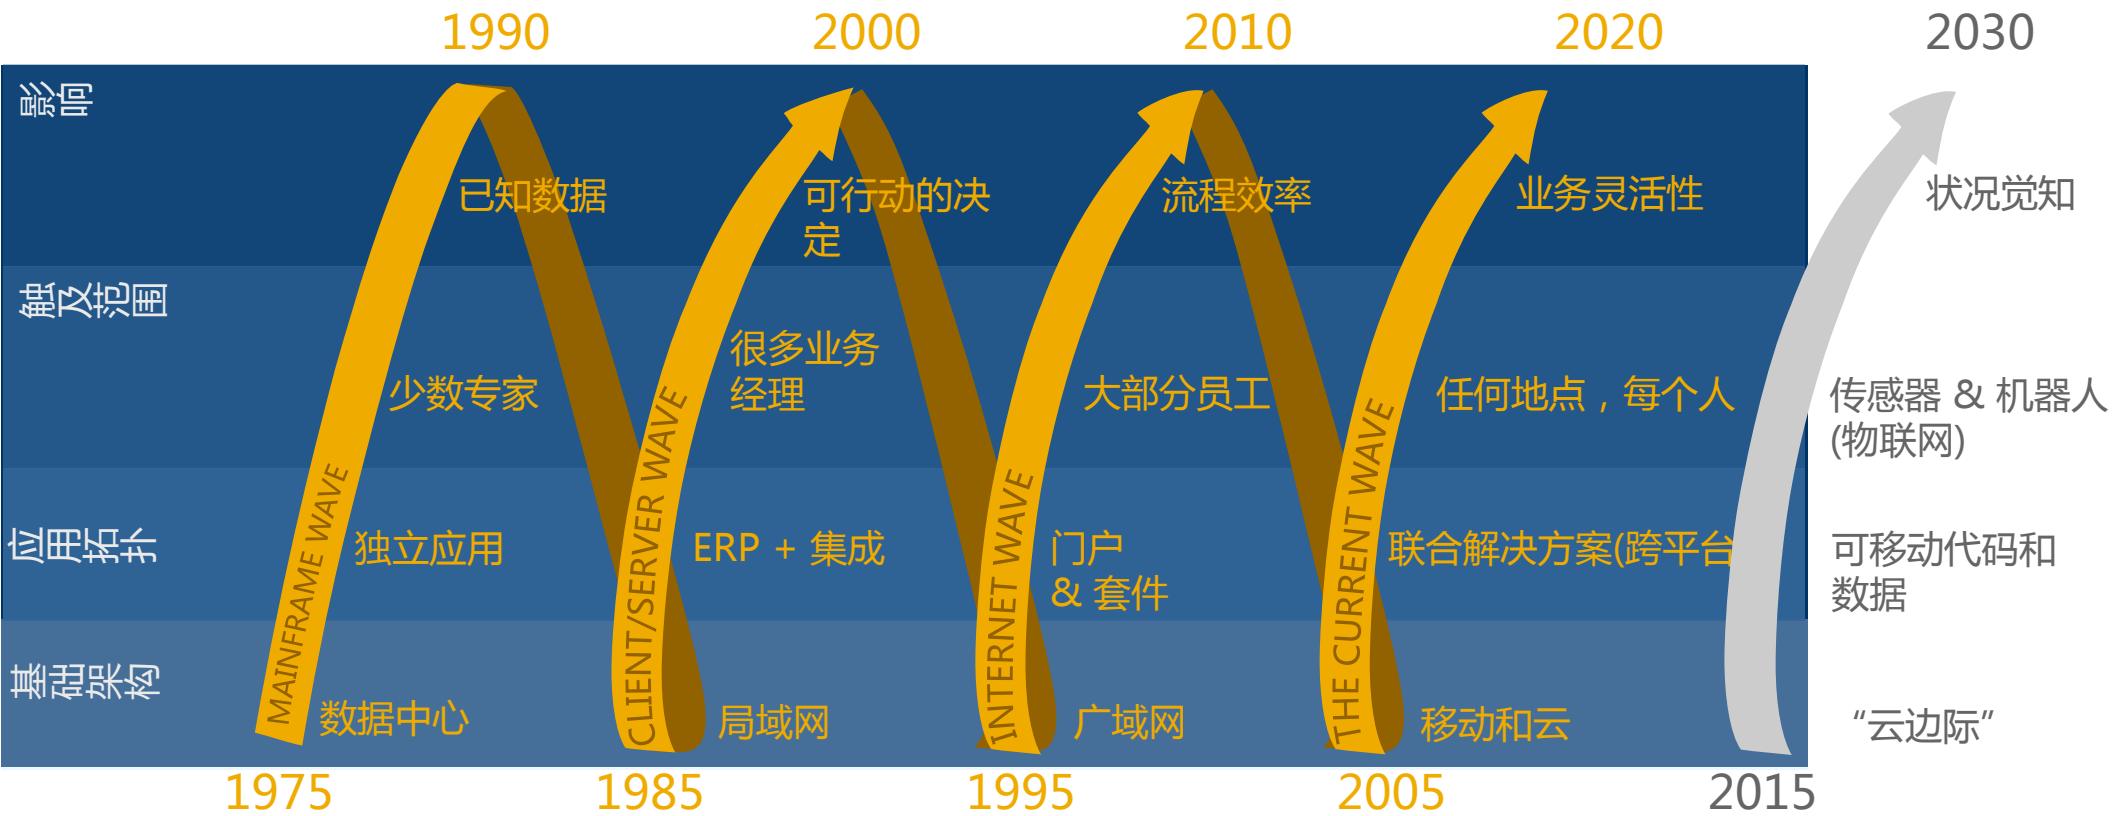 1990 2000 2010 2020 2030
影响
已知数据 可行动的决 流程效率 业务灵活性 状况觉知
定
触及范围
很多业务
少数专家 经理 大部分员工 任何地点，每个人 传感器 & 机器人
(物联网)
MAINFRAME WAVE
CLIENT/SERVER WAVE
INTERNET WAVE
THE CURRENT WAVE
应用拓扑
独立应用 ERP + 集成 门户 联合解决方案(跨平台 可移动代码和
& 套件 数据
基础架构
数据中心 局域网 广域网 移动和云 “云边际”
1975 1985 1995 2005 2015